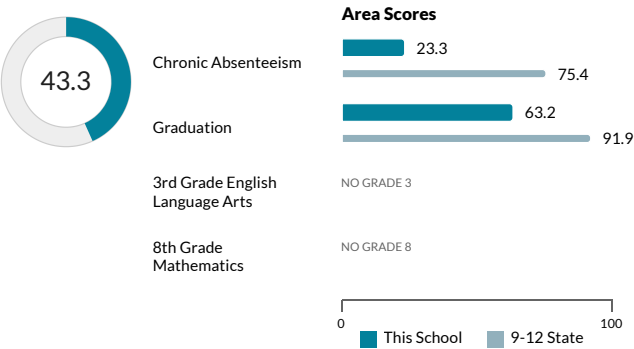 Area Scores
43.3
Chronic Absenteeism
23.3
75.4
Graduation
63.2
91.9
3rd Grade English
Language Arts
NO GRADE 3
8th Grade
Mathematics
NO GRADE 8
0
100
This School
9-12 State